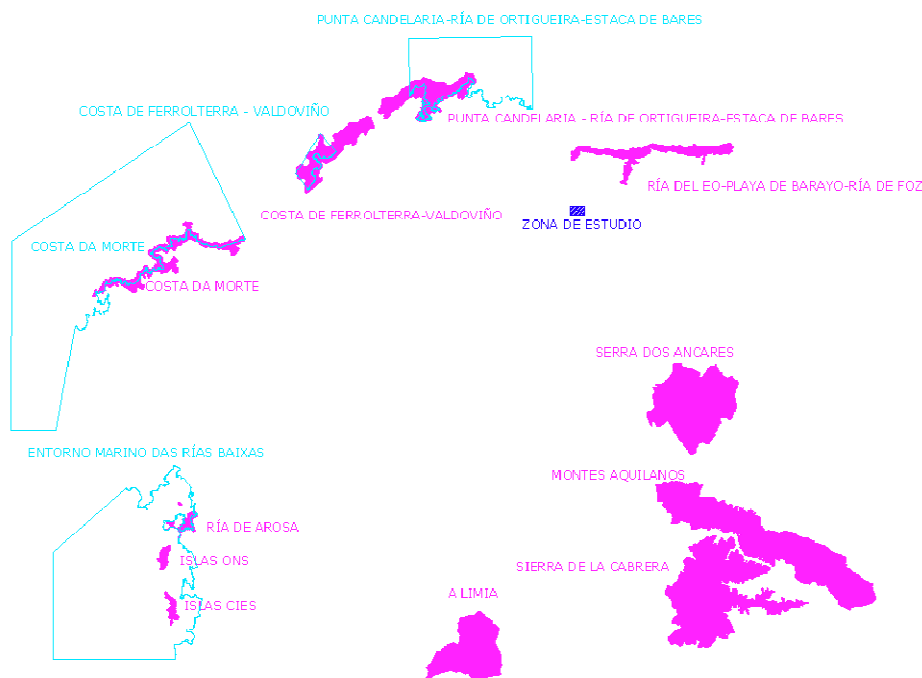 PUNTA CANDELARIA-RÍA DE ORTIGUEIRA-ESTACA DE BARES
COSTA DE FERROLTERRA - VALDOVIÑO
PUNTA CANDELARIA - RÍA DE ORTIGUEIRA-ESTACA DE BARES
RÍA DEL EO-PLAYA DE BARAYO-RÍA DE FOZ
COSTA DE FERROLTERRA-VALDOVIÑO
ZONA DE ESTUDIO
COSTA DA MORTE
COSTA DA MORTE
SERRA DOS ANCARES
ENTORNO MARINO DAS RÍAS BAIXAS
MONTES AQUILANOS
RÍA DE AROSA
ISLAS ONS
SIERRA DE LA CABRERA
A LIMIA
ISLAS CIES